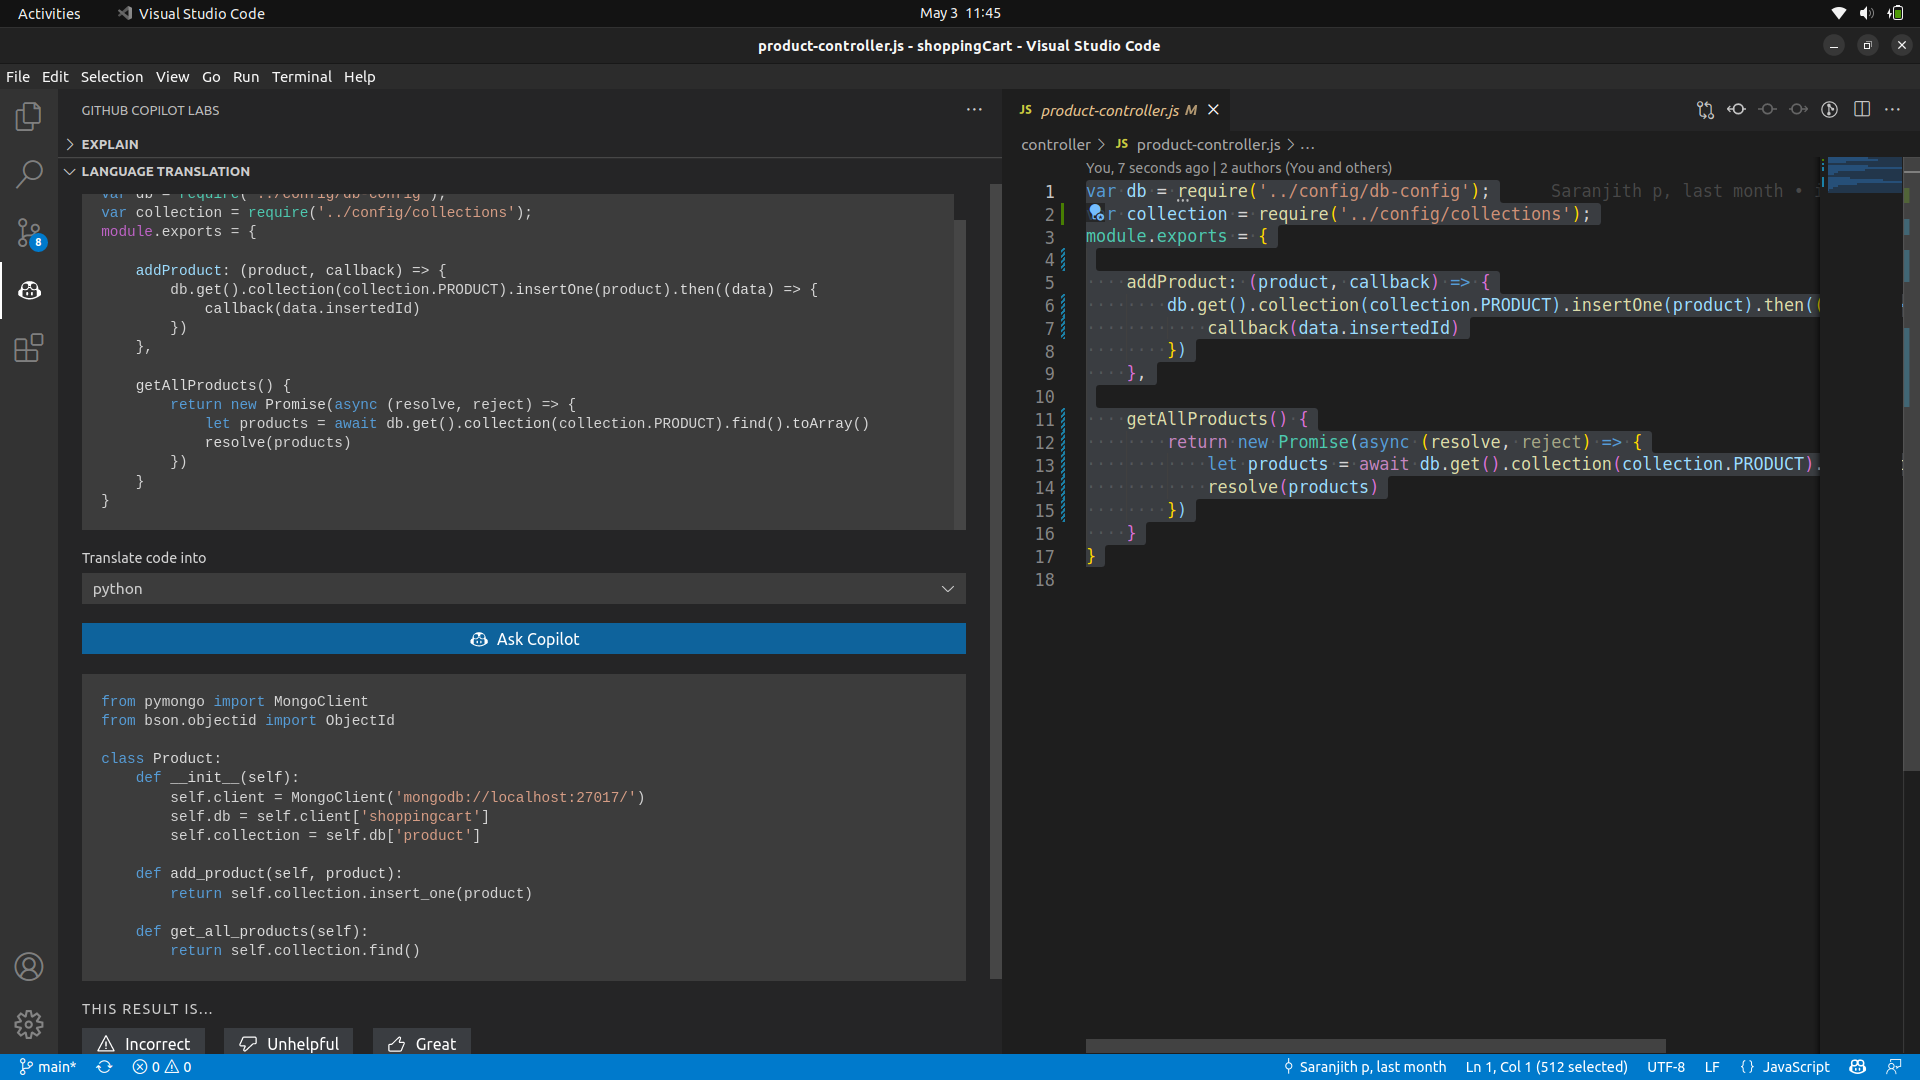 Activities
Visual Studio Code
May 3 11:45
product-controller.js - shoppingCart - Visual Studio Code
File Edit Selection View Go Run Terminal Help
GITHUB COPILOT LABS
EXPLAIN
LANGUAGE TRANSLATION
var db = require('../config/db-config');
var collection = require('../config/collections');
module.exports = {
addProduct: (product, callback) => {
db.get().collection(collection.PRODUCT).insertOne(product).then((data) => {
callback(data.insertedId)
})
},
getAllProducts() {
return new Promise(async (resolve, reject) => {
let products = await db.get().collection(collection.PRODUCT).find().toArray()
resolve(products)
})
}
}
Translate code into
python
Ask Copilot
from pymongo import MongoClient
from bson.objectid import ObjectId
class Product:
def __init__(self):
self.client = MongoClient('mongodb://localhost:27017/')
self.db = self.client['shoppingcart']
self.collection = self.db['product']
def add_product(self, product):
return self.collection.insert_one(product)
def get_all_products(self):
return self.collection.find()
THIS RESULT IS...
Incorrect
Unhelpful
Great
8
JS product-controller.js M
controller > JS product-controller.js > ...
You, 7 seconds ago | 2 authors (You and others)
1 var db = require('../config/db-config'); Saranjith p, last month •
2 r collection = require('../config/collections');
3 module.exports = {
4
5 addProduct: (product, callback) => {
6 db.get().collection(collection.PRODUCT).insertOne(product).then((
7 callback(data.insertedId)
8 })
9 },
10
11 getAllProducts() {
12 return new Promise(async (resolve, reject) => {
13 let products = await db.get().collection(collection.PRODUCT).
14 resolve(products)
15 })
16 }
17 }
18
main* 0 0
Saranjith p, last month
Ln 1, Col 1 (512 selected)
UTF-8
LF
{} JavaScript